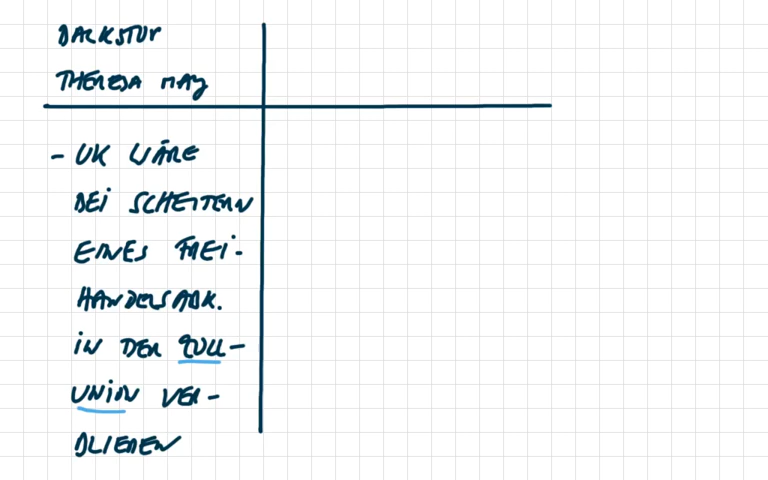 BACKSTOP
THERESA MAY
- UK WÄRE
BEI SCHEITERN
EINES FREI-
HANDELSABK.
IN DER ZOLL-
UNION VER-
BLIEBEN